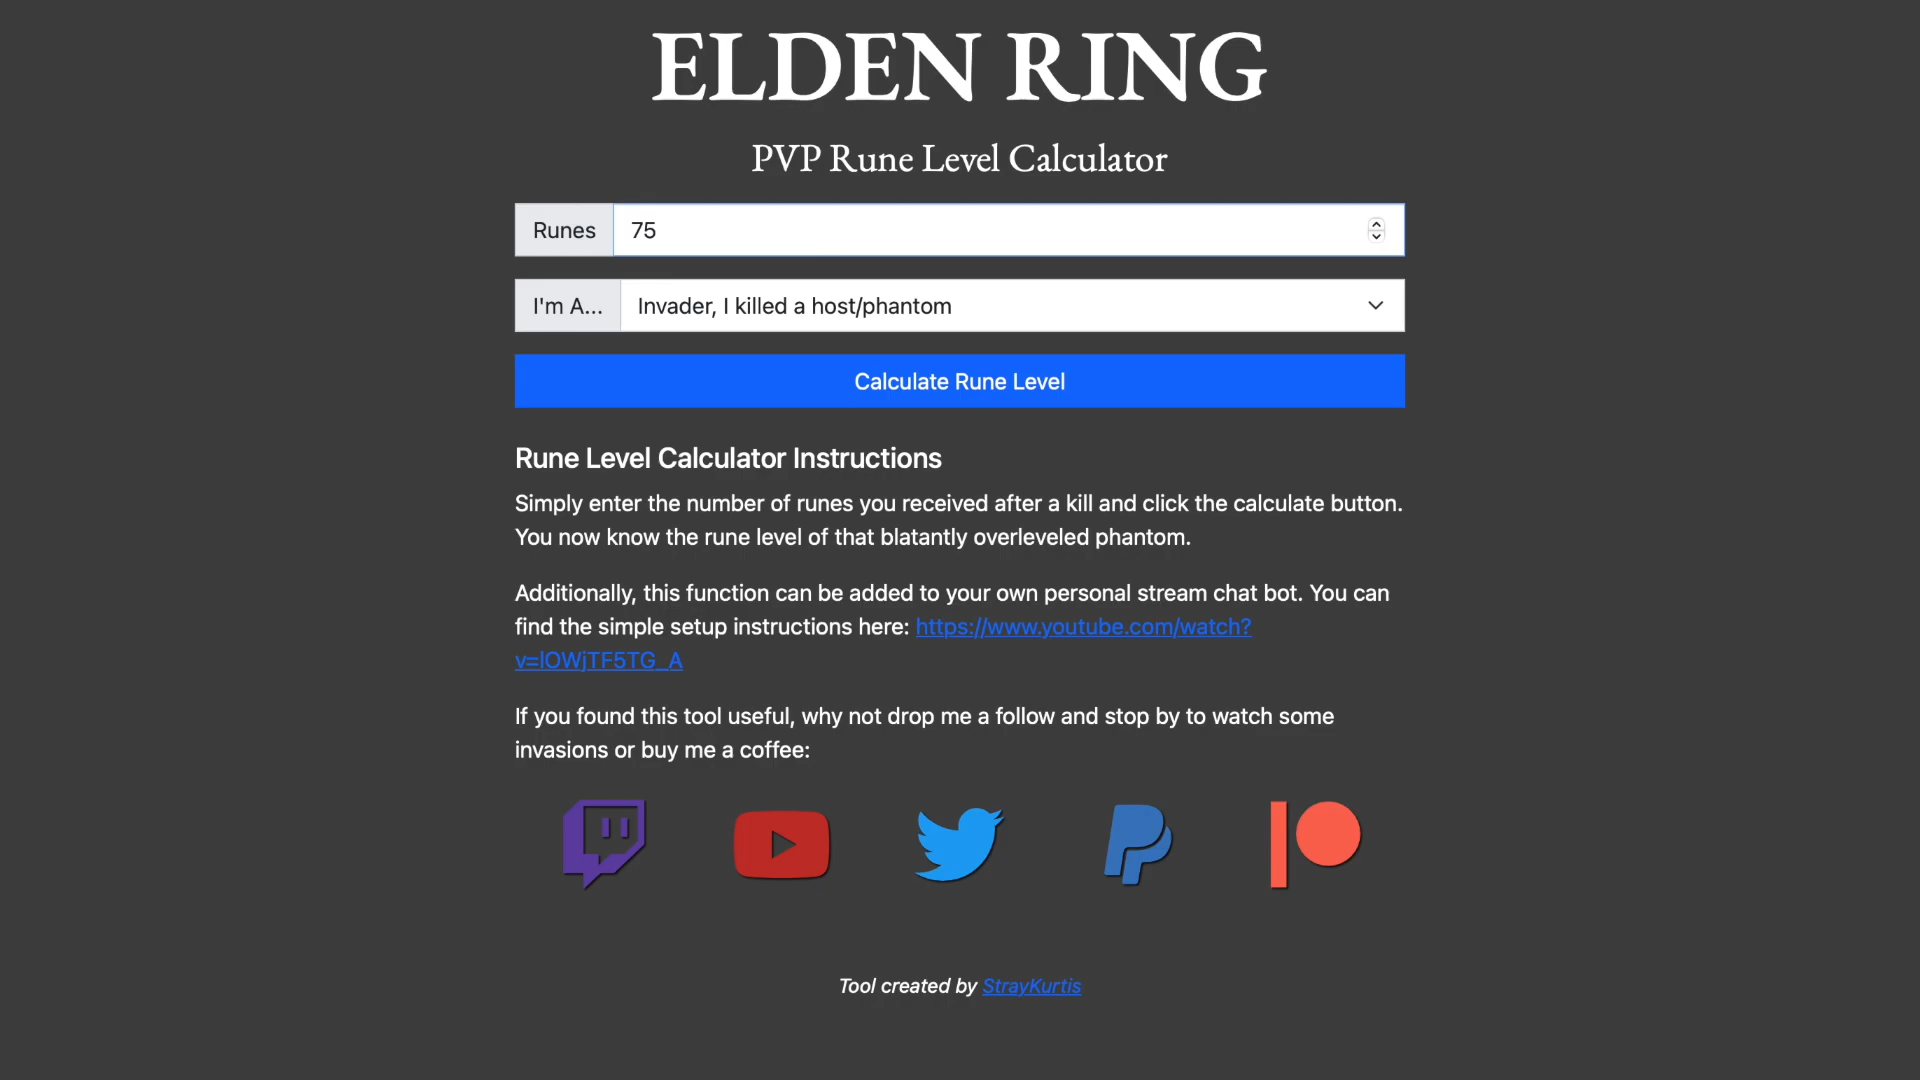 ELDEN RING
PVP Rune Level Calculator
Runes 75
I'm A... Invader, I killed a host/phantom
Calculate Rune Level
Rune Level Calculator Instructions
Simply enter the number of runes you received after a kill and click the calculate button.
You now know the rune level of that blatantly overleveled phantom.
Additionally, this function can be added to your own personal stream chat bot. You can
find the simple setup instructions here: https://www.youtube.com/watch?
v=lOWjTF5TG_A
If you found this tool useful, why not drop me a follow and stop by to watch some
invasions or buy me a coffee:
Tool created by StrayKurtis